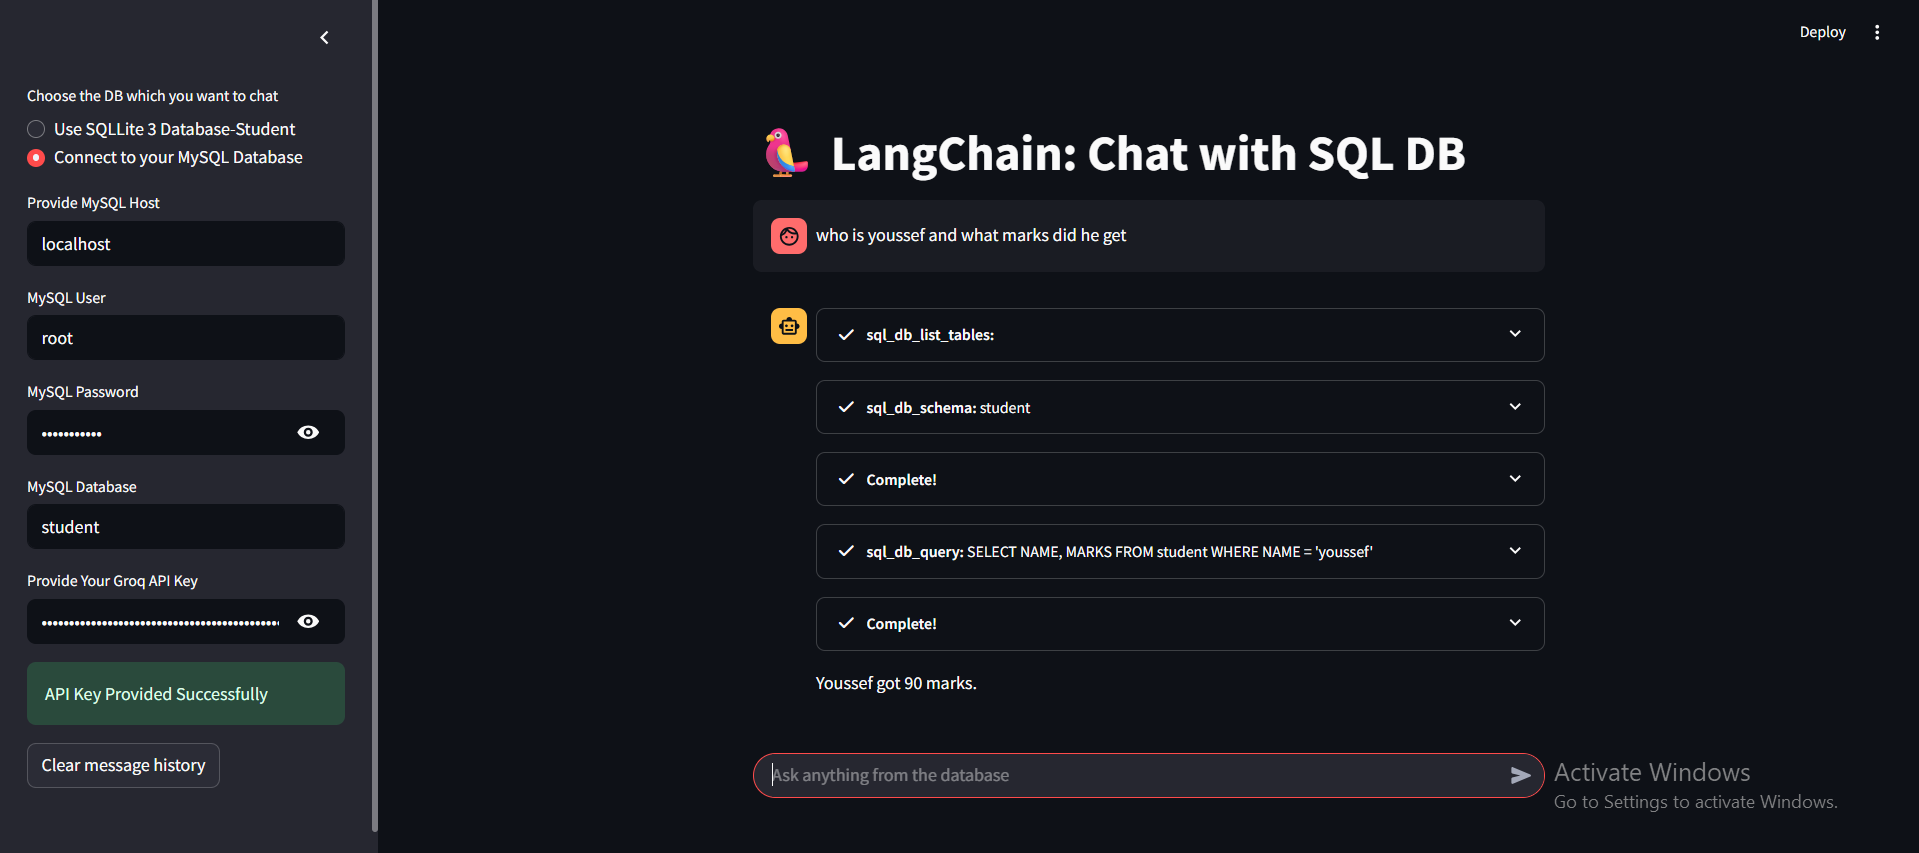 Deploy
Choose the DB which you want to chat
Use SQLLite 3 Database-Student
Connect to your MySQL Database
Provide MySQL Host
localhost
MySQL User
root
MySQL Password
MySQL Database
student
Provide Your Groq API Key
API Key Provided Successfully
Clear message history
LangChain: Chat with SQL DB
who is youssef and what marks did he get
sql_db_list_tables:
sql_db_schema: student
Complete!
sql_db_query: SELECT NAME, MARKS FROM student WHERE NAME = 'youssef'
Complete!
Youssef got 90 marks.
Ask anything from the database
Activate Windows
Go to Settings to activate Windows.